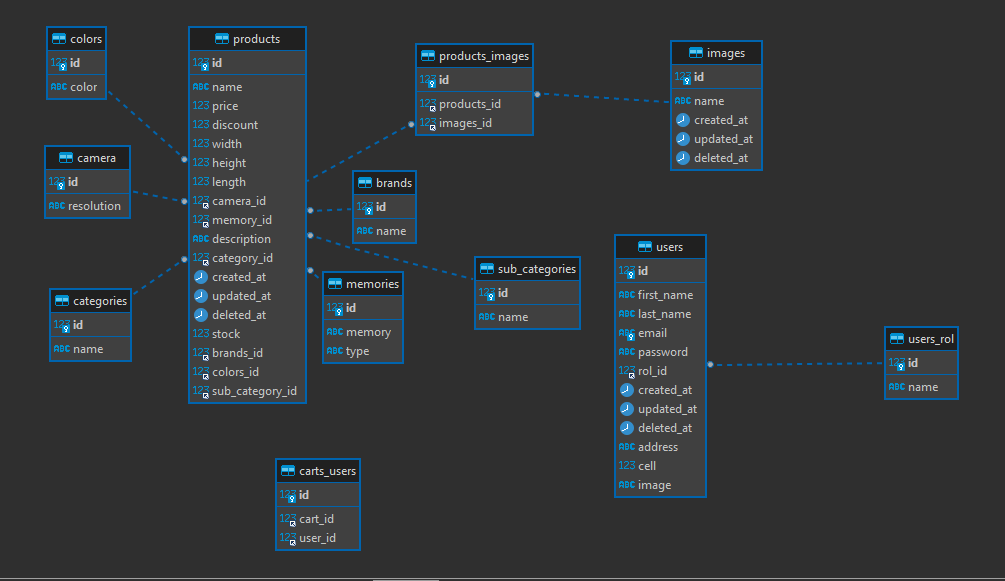 colors
123 id
ABC color
camera
123 id
ABC resolution
categories
123 id
ABC name
products
123 id
ABC name
123 price
123 discount
123 width
123 height
123 length
123 camera_id
123 memory_id
ABC description
123 category_id
created_at
updated_at
deleted_at
123 stock
123 brands_id
123 colors_id
123 sub_category_id
products_images
123 id
123 products_id
123 images_id
images
123 id
ABC name
created_at
updated_at
deleted_at
brands
123 id
ABC name
memories
123 id
ABC memory
ABC type
sub_categories
123 id
ABC name
users
123 id
ABC first_name
ABC last_name
ABC email
ABC password
123 rol_id
created_at
updated_at
deleted_at
ABC address
123 cell
ABC image
users_rol
123 id
ABC name
carts_users
123 id
123 cart_id
123 user_id